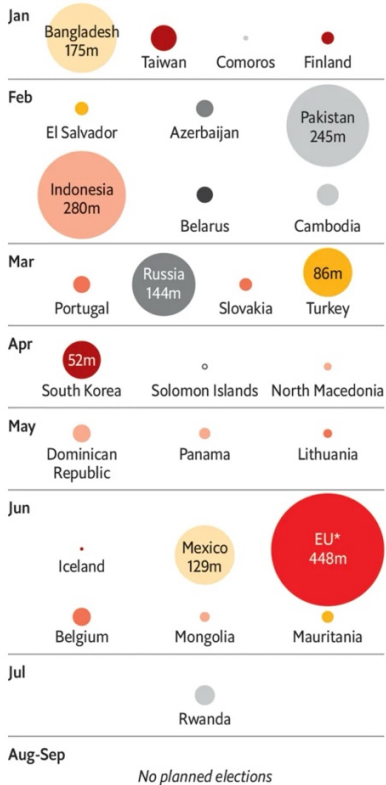 Jan
Bangladesh
175m
Taiwan
Comoros
Finland
Feb
El Salvador
Azerbaijan
Pakistan
245m
Indonesia
280m
Belarus
Cambodia
Mar
Portugal
Russia
144m
Slovakia
86m
Turkey
Apr
52m
South Korea
Solomon Islands
North Macedonia
May
Dominican
Republic
Panama
Lithuania
Jun
Iceland
Mexico
129m
EU*
448m
Belgium
Mongolia
Mauritania
Jul
Rwanda
Aug-Sep
No planned elections